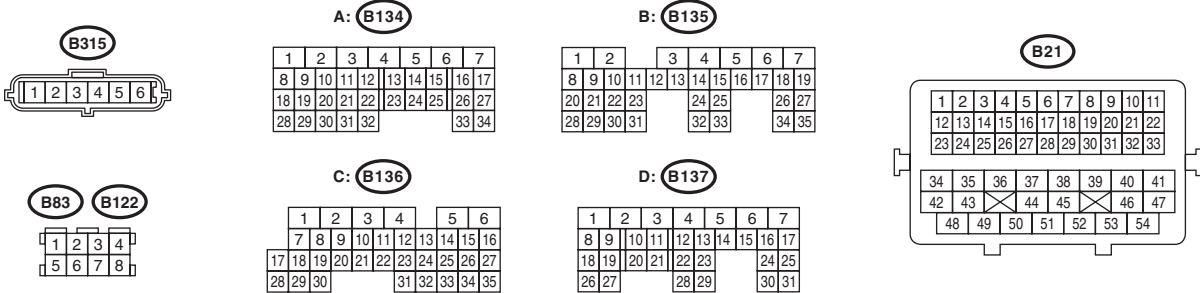 B315
1 2 3 4 5 6
B83 B122
1 2 3 4
5 6 7 8
A: B134
1 2 3 4 5 6 7
8 9 10 11 12 13 14 15 16 17
18 19 20 21 22 23 24 25 26 27
28 29 30 31 32 33 34
C: B136
1 2 3 4 5 6
7 8 9 10 11 12 13 14 15 16
17 18 19 20 21 22 23 24 25 26 27
28 29 30 31 32 33 34 35
B: B135
1 2 3 4 5 6 7
8 9 10 11 12 13 14 15 16 17 18 19
20 21 22 23 24 25 26 27
28 29 30 31 32 33 34 35
D: B137
1 2 3 4 5 6 7
8 9 10 11 12 13 14 15 16 17
18 19 20 21 22 23 24 25
26 27 28 29 30 31
B21
1 2 3 4 5 6 7 8 9 10 11
12 13 14 15 16 17 18 19 20 21 22
23 24 25 26 27 28 29 30 31 32 33
34 35 36 37 38 39 40 41
42 43 44 45 46 47
48 49 50 51 52 53 54